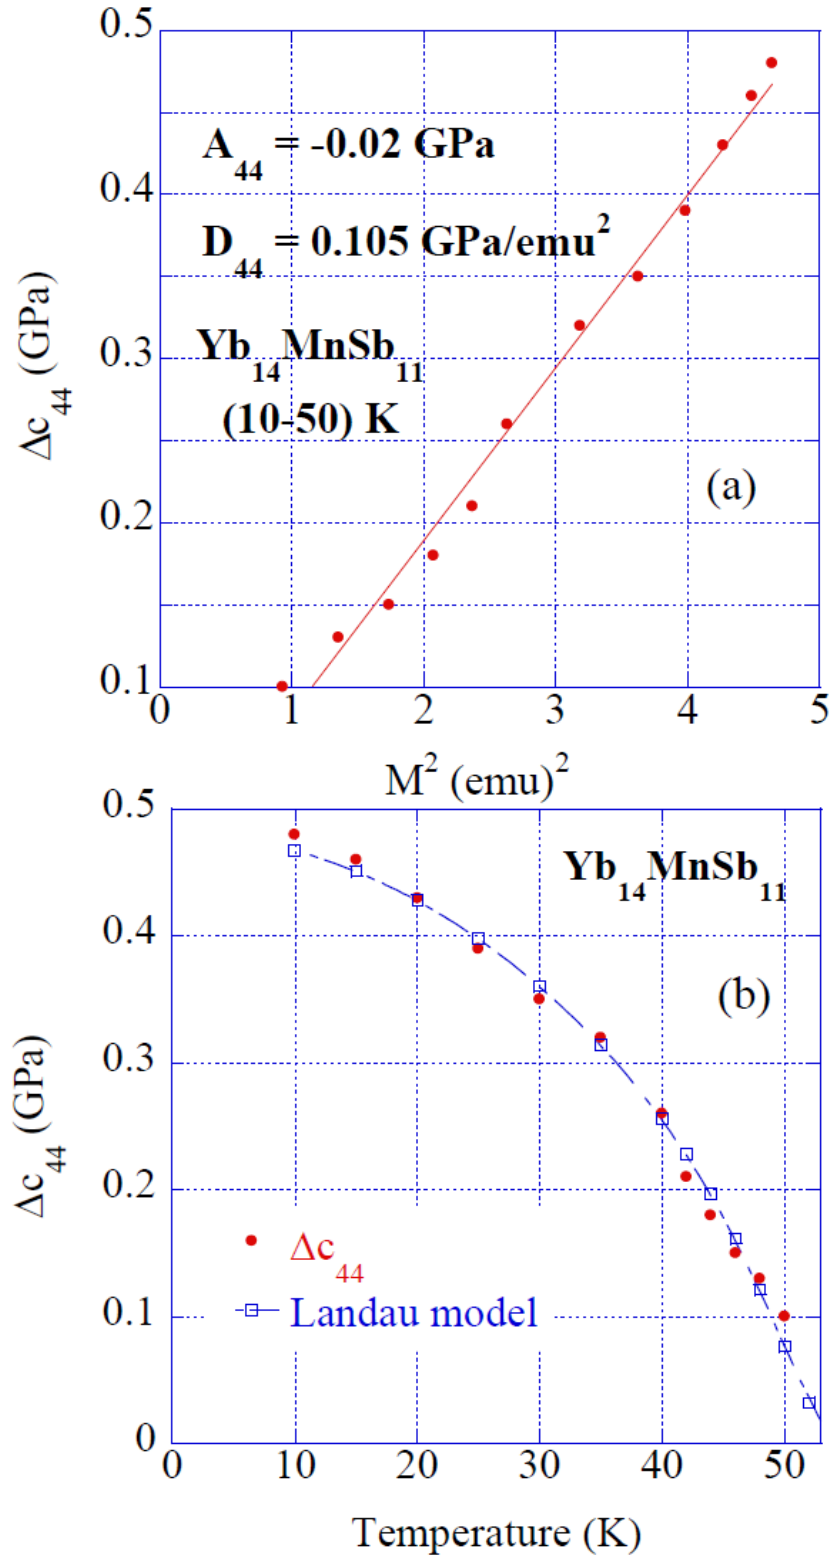 0.5
A44 = -0.02 GPa
0.4
D44 = 0.105 GPa/emu2
Δc44 (GPa)
0.3
Yb14MnSb11
(10-50) K
(a)
0.2
0.1
0 1 2 3 4 5
M2 (emu)2
0.5
Yb14MnSb11
0.4
(b)
Δc44 (GPa)
0.3
0.2
Δc44
0.1
Landau model
0
0 10 20 30 40 50
Temperature (K)